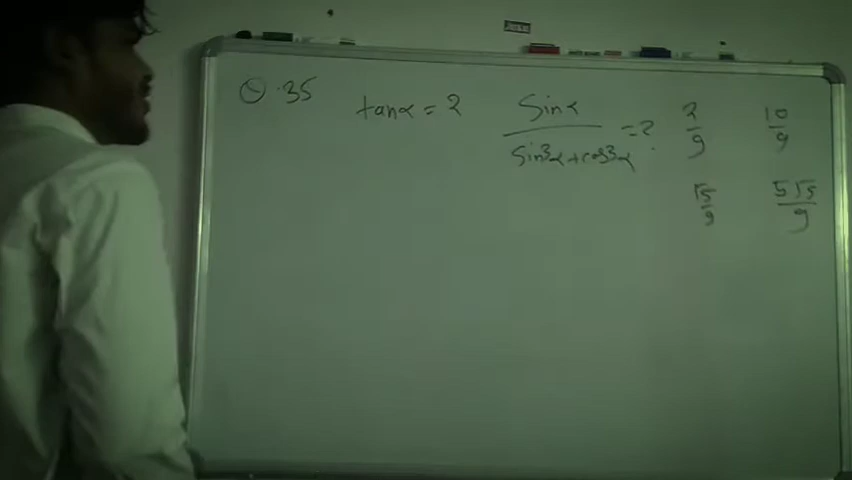 Q.35 tanα = 2 sinα / sin³α + cos³α = ? 2/9 10/9
√5/9 5√5/9